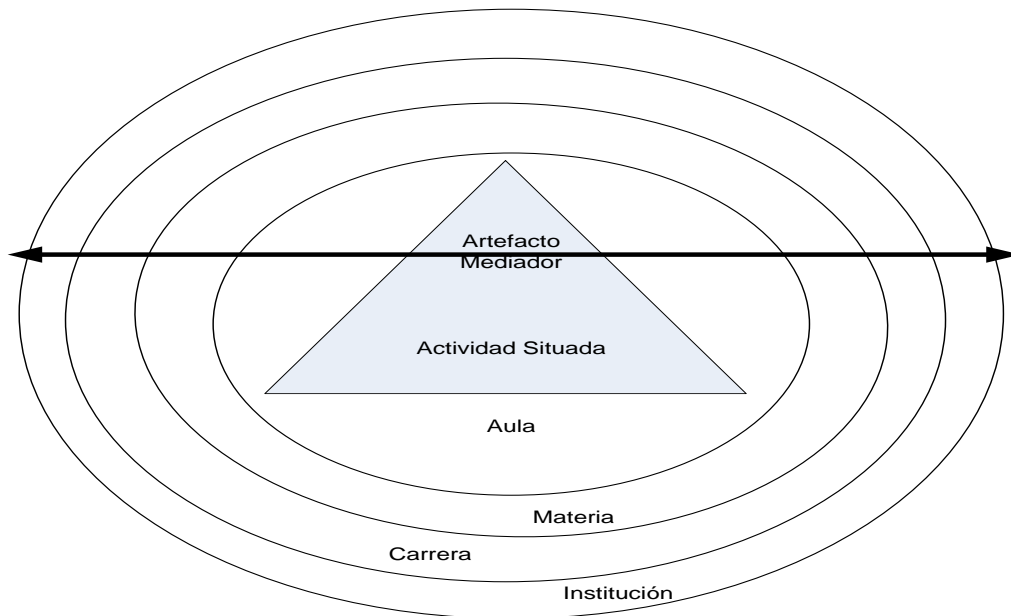 Artefacto
Mediador
Actividad Situada
Aula
Materia
Carrera
Institución